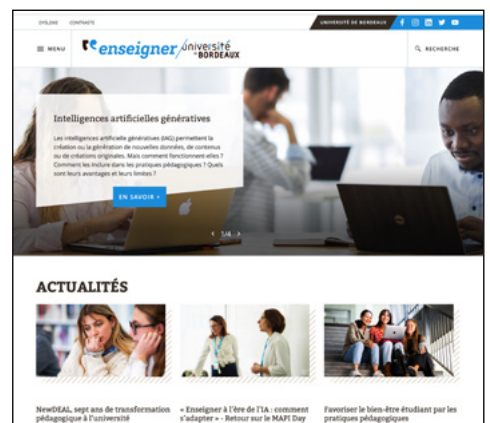 DYSLEXIE CONTRASTE
UNIVERSITÉ DE BORDEAUX
MENU
enseigner université de BORDEAUX
RECHERCHE
Intelligences artificielles génératives
Les intelligences artificielle génératives (IAG) permettent la
création ou la génération de nouvelles données, de contenus
ou de créations originales. Mais comment fonctionnent-elles ?
Comment les inclure dans les pratiques pédagogiques ? Quels
sont leurs avantages et leurs limites ?
EN SAVOIR +
< 1/4 >
ACTUALITÉS
NewDEAL, sept ans de transformation
pédagogique à l'université
« Enseigner à l'ère de l'IA : comment
s'adapter » - Retour sur le MAPI Day
Favoriser le bien-être étudiant par les
pratiques pédagogiques